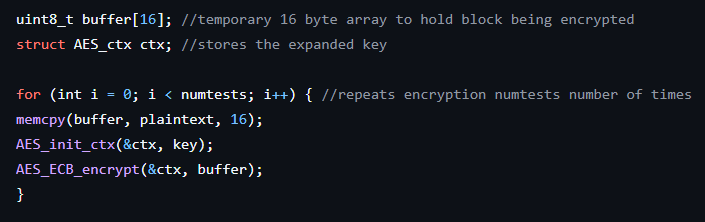 uint8_t buffer[16]; //temporary 16 byte array to hold block being encrypted
struct AES_ctx ctx; //stores the expanded key
for (int i = 0; i < numtests; i++) { //repeats encryption numtests number of times
memcpy(buffer, plaintext, 16);
AES_init_ctx(&ctx, key);
AES_ECB_encrypt(&ctx, buffer);
}